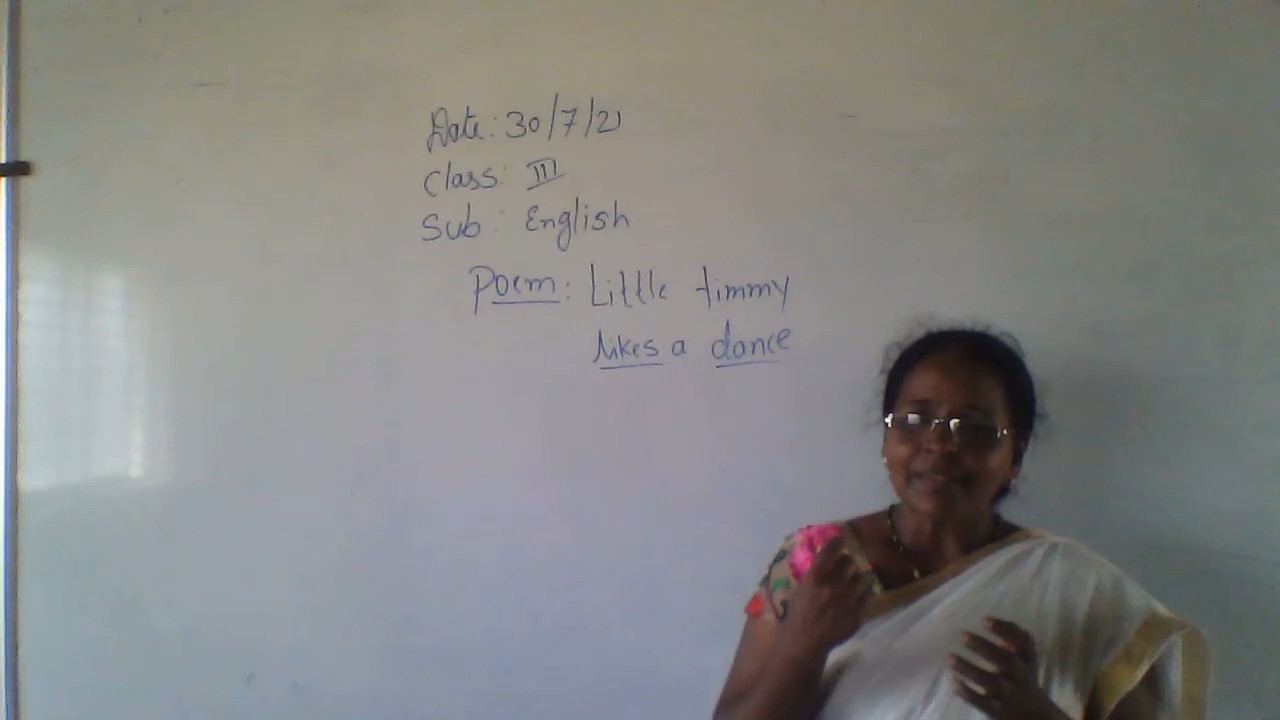 Date: 30/7/21
Class: III
Sub: English
Poem: Little timmy
likes a dance